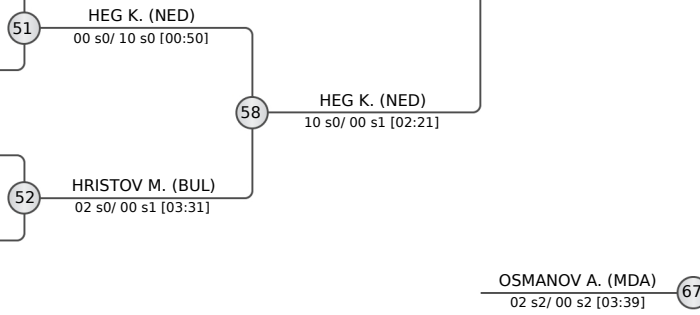 51
HEG K. (NED)
00 s0/ 10 s0 [00:50]
58
HEG K. (NED)
10 s0/ 00 s1 [02:21]
52
HRISTOV M. (BUL)
02 s0/ 00 s1 [03:31]
OSMANOV A. (MDA)
02 s2/ 00 s2 [03:39]
67